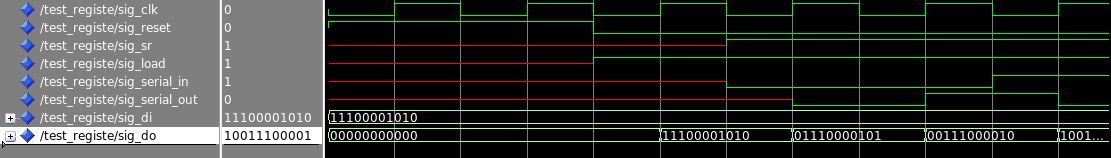 /test_registe/sig_clk 0
/test_registe/sig_reset 0
/test_registe/sig_sr 1
/test_registe/sig_load 1
/test_registe/sig_serial_in 1
/test_registe/sig_serial_out 0
/test_registe/sig_di 11100001010 11100001010
/test_registe/sig_do 10011100001 00000000000 11100001010 01110000101 00111000010 1001...